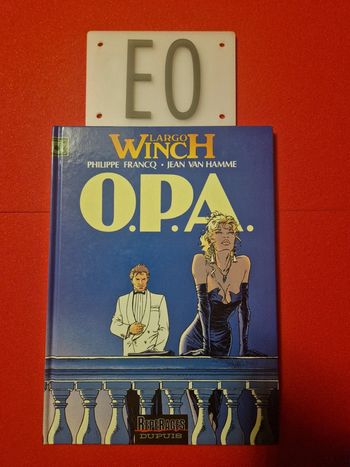 EO
LARGO
WINCH
PHILIPPE FRANCQ • JEAN VAN HAMME
O.P.A.
REPERAGES
DUPUIS